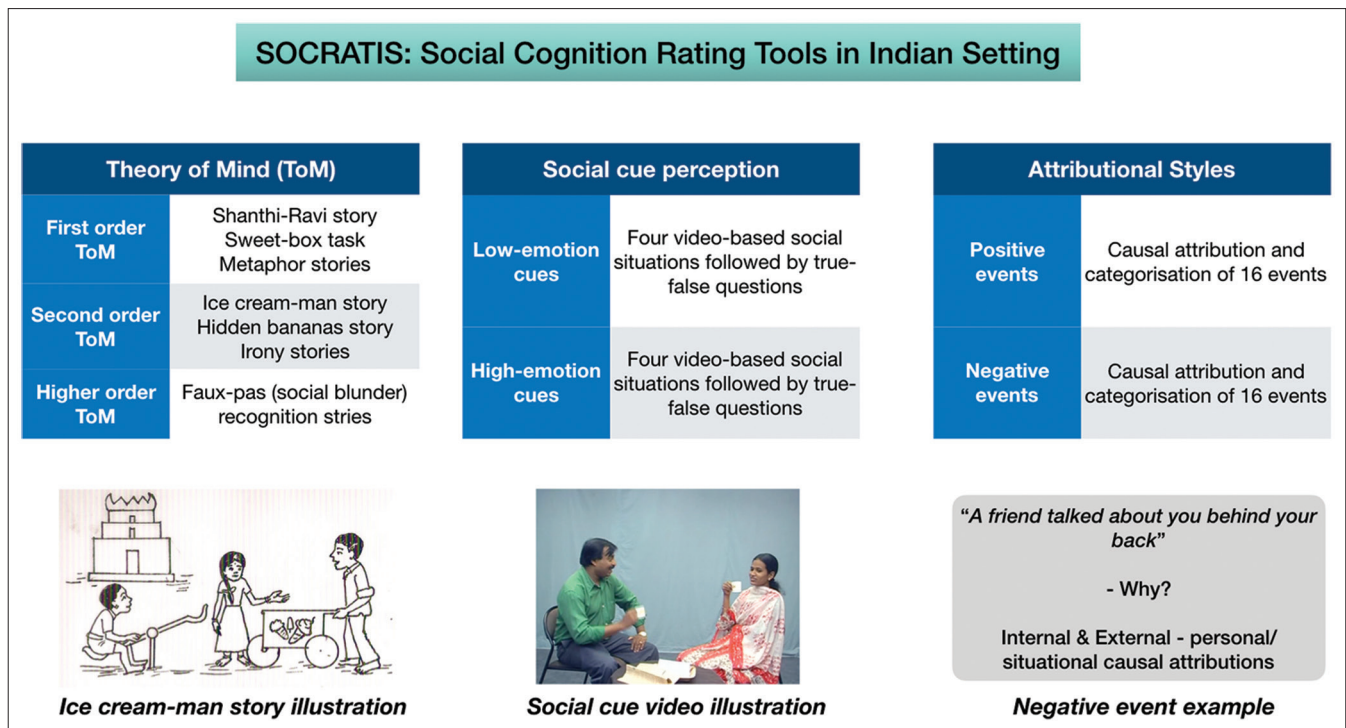 SOCRATIS: Social Cognition Rating Tools in Indian Setting
Theory of Mind (ToM)
First order
ToM
Shanthi-Ravi story
Sweet-box task
Metaphor stories
Second order
ToM
Ice cream-man story
Hidden bananas story
Irony stories
Higher order
ToM
Faux-pas (social blunder)
recognition stries
Social cue perception
Low-emotion
cues
Four video-based social
situations followed by true-
false questions
High-emotion
cues
Four video-based social
situations followed by true-
false questions
Attributional Styles
Positive
events
Causal attribution and
categorisation of 16 events
Negative
events
Causal attribution and
categorisation of 16 events
Ice cream-man story illustration
Social cue video illustration
“A friend talked about you behind your
back”
- Why?
Internal & External - personal/
situational causal attributions
Negative event example